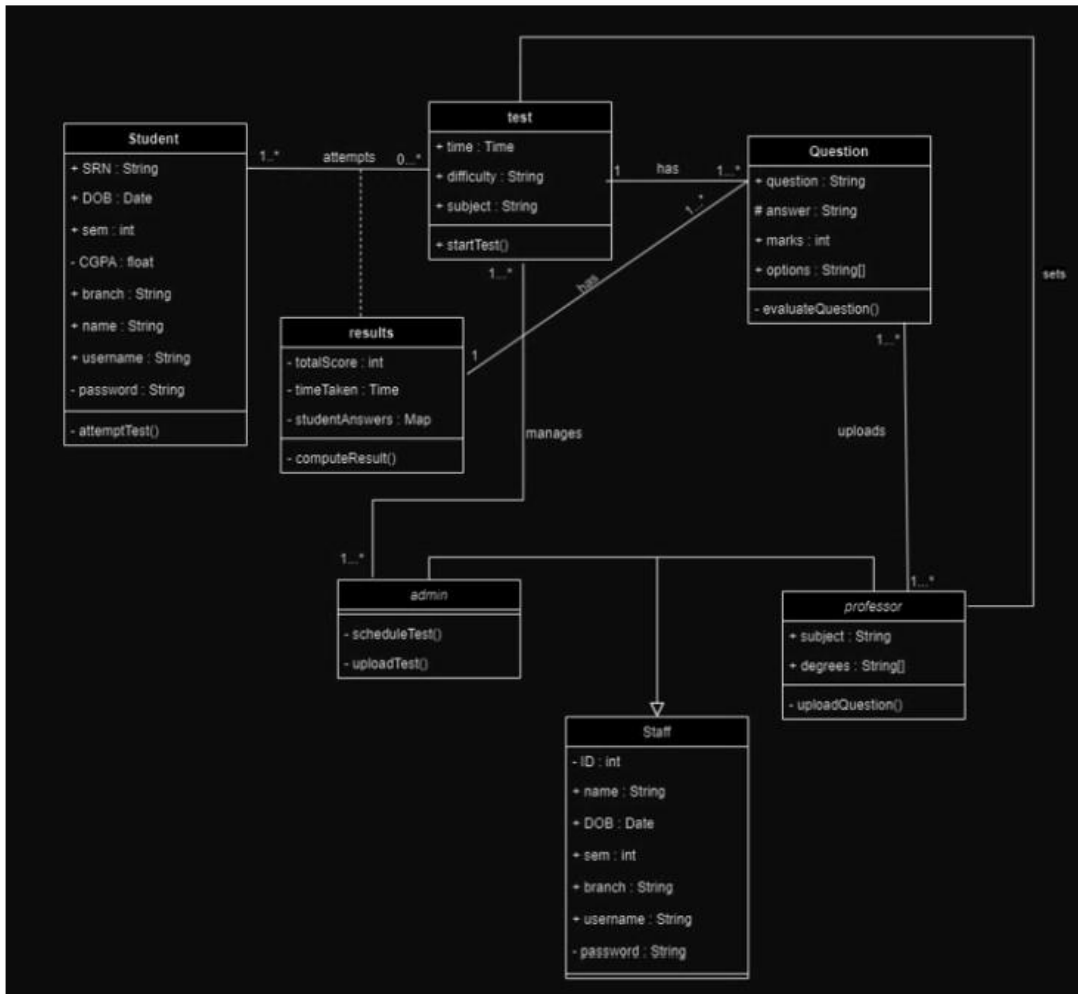 test
+ time : Time
+ difficulty : String
+ subject : String
+ startTest()
Student
+ SRN : String
+ DOB : Date
+ sem : int
- CGPA : float
+ branch : String
+ name : String
+ username : String
- password : String
- attemptTest()
1..*
attempts
0...*
1
has
1...*
Question
+ question : String
# answer : String
+ marks : int
+ options : String[]
- evaluateQuestion()
1...*
has
1
results
- totalScore : int
- timeTaken : Time
- studentAnswers : Map
- computeResult()
1...*
manages
1...*
1...*
uploads
1...*
sets
admin
- scheduleTest()
- uploadTest()
professor
+ subject : String
+ degrees : String[]
- uploadQuestion()
Staff
- ID : int
+ name : String
+ DOB : Date
+ sem : int
+ branch : String
+ username : String
- password : String